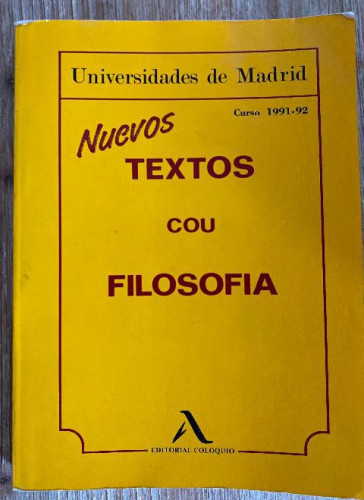 Universidades de Madrid
Curso 1991-92
Nuevos
TEXTOS
COU
FILOSOFIA
EDITORIAL COLOQUIO